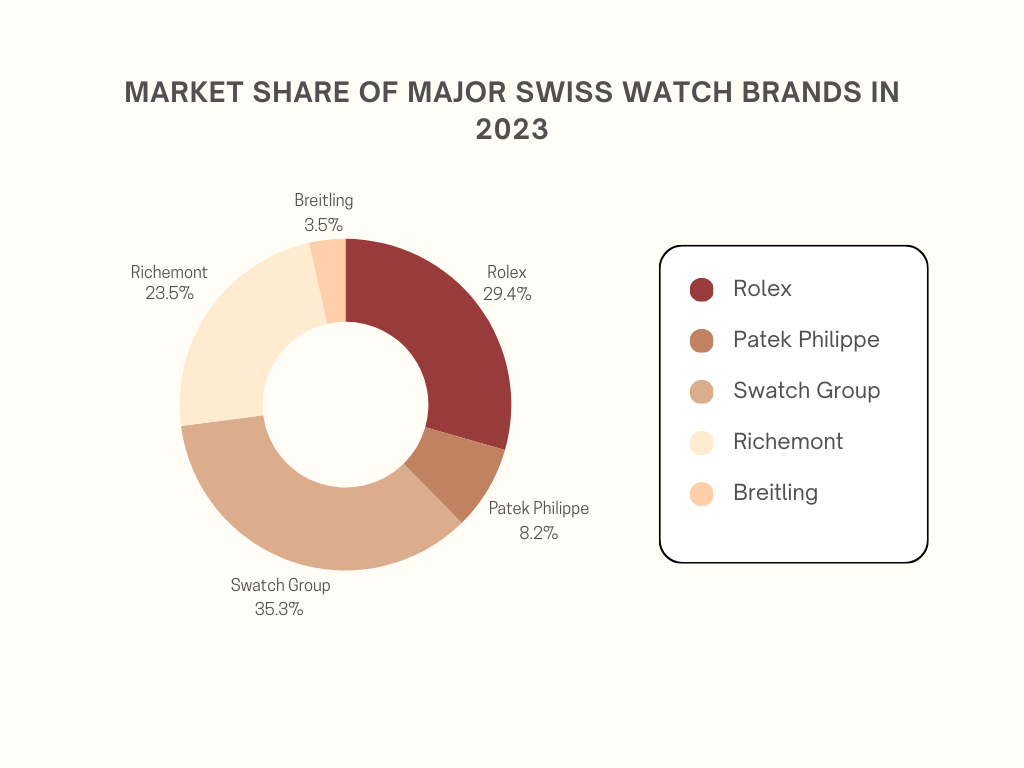 MARKET SHARE OF MAJOR SWISS WATCH BRANDS IN
2023
Breitling
3.5%
Richemont
23.5%
Rolex
29.4%
Patek Philippe
8.2%
Swatch Group
35.3%
Rolex
Patek Philippe
Swatch Group
Richemont
Breitling